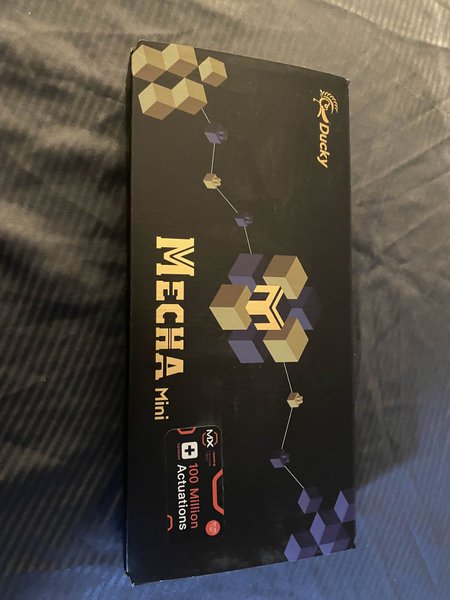 Ducky
MECHA
Mini
MX
100 Million
Actuations